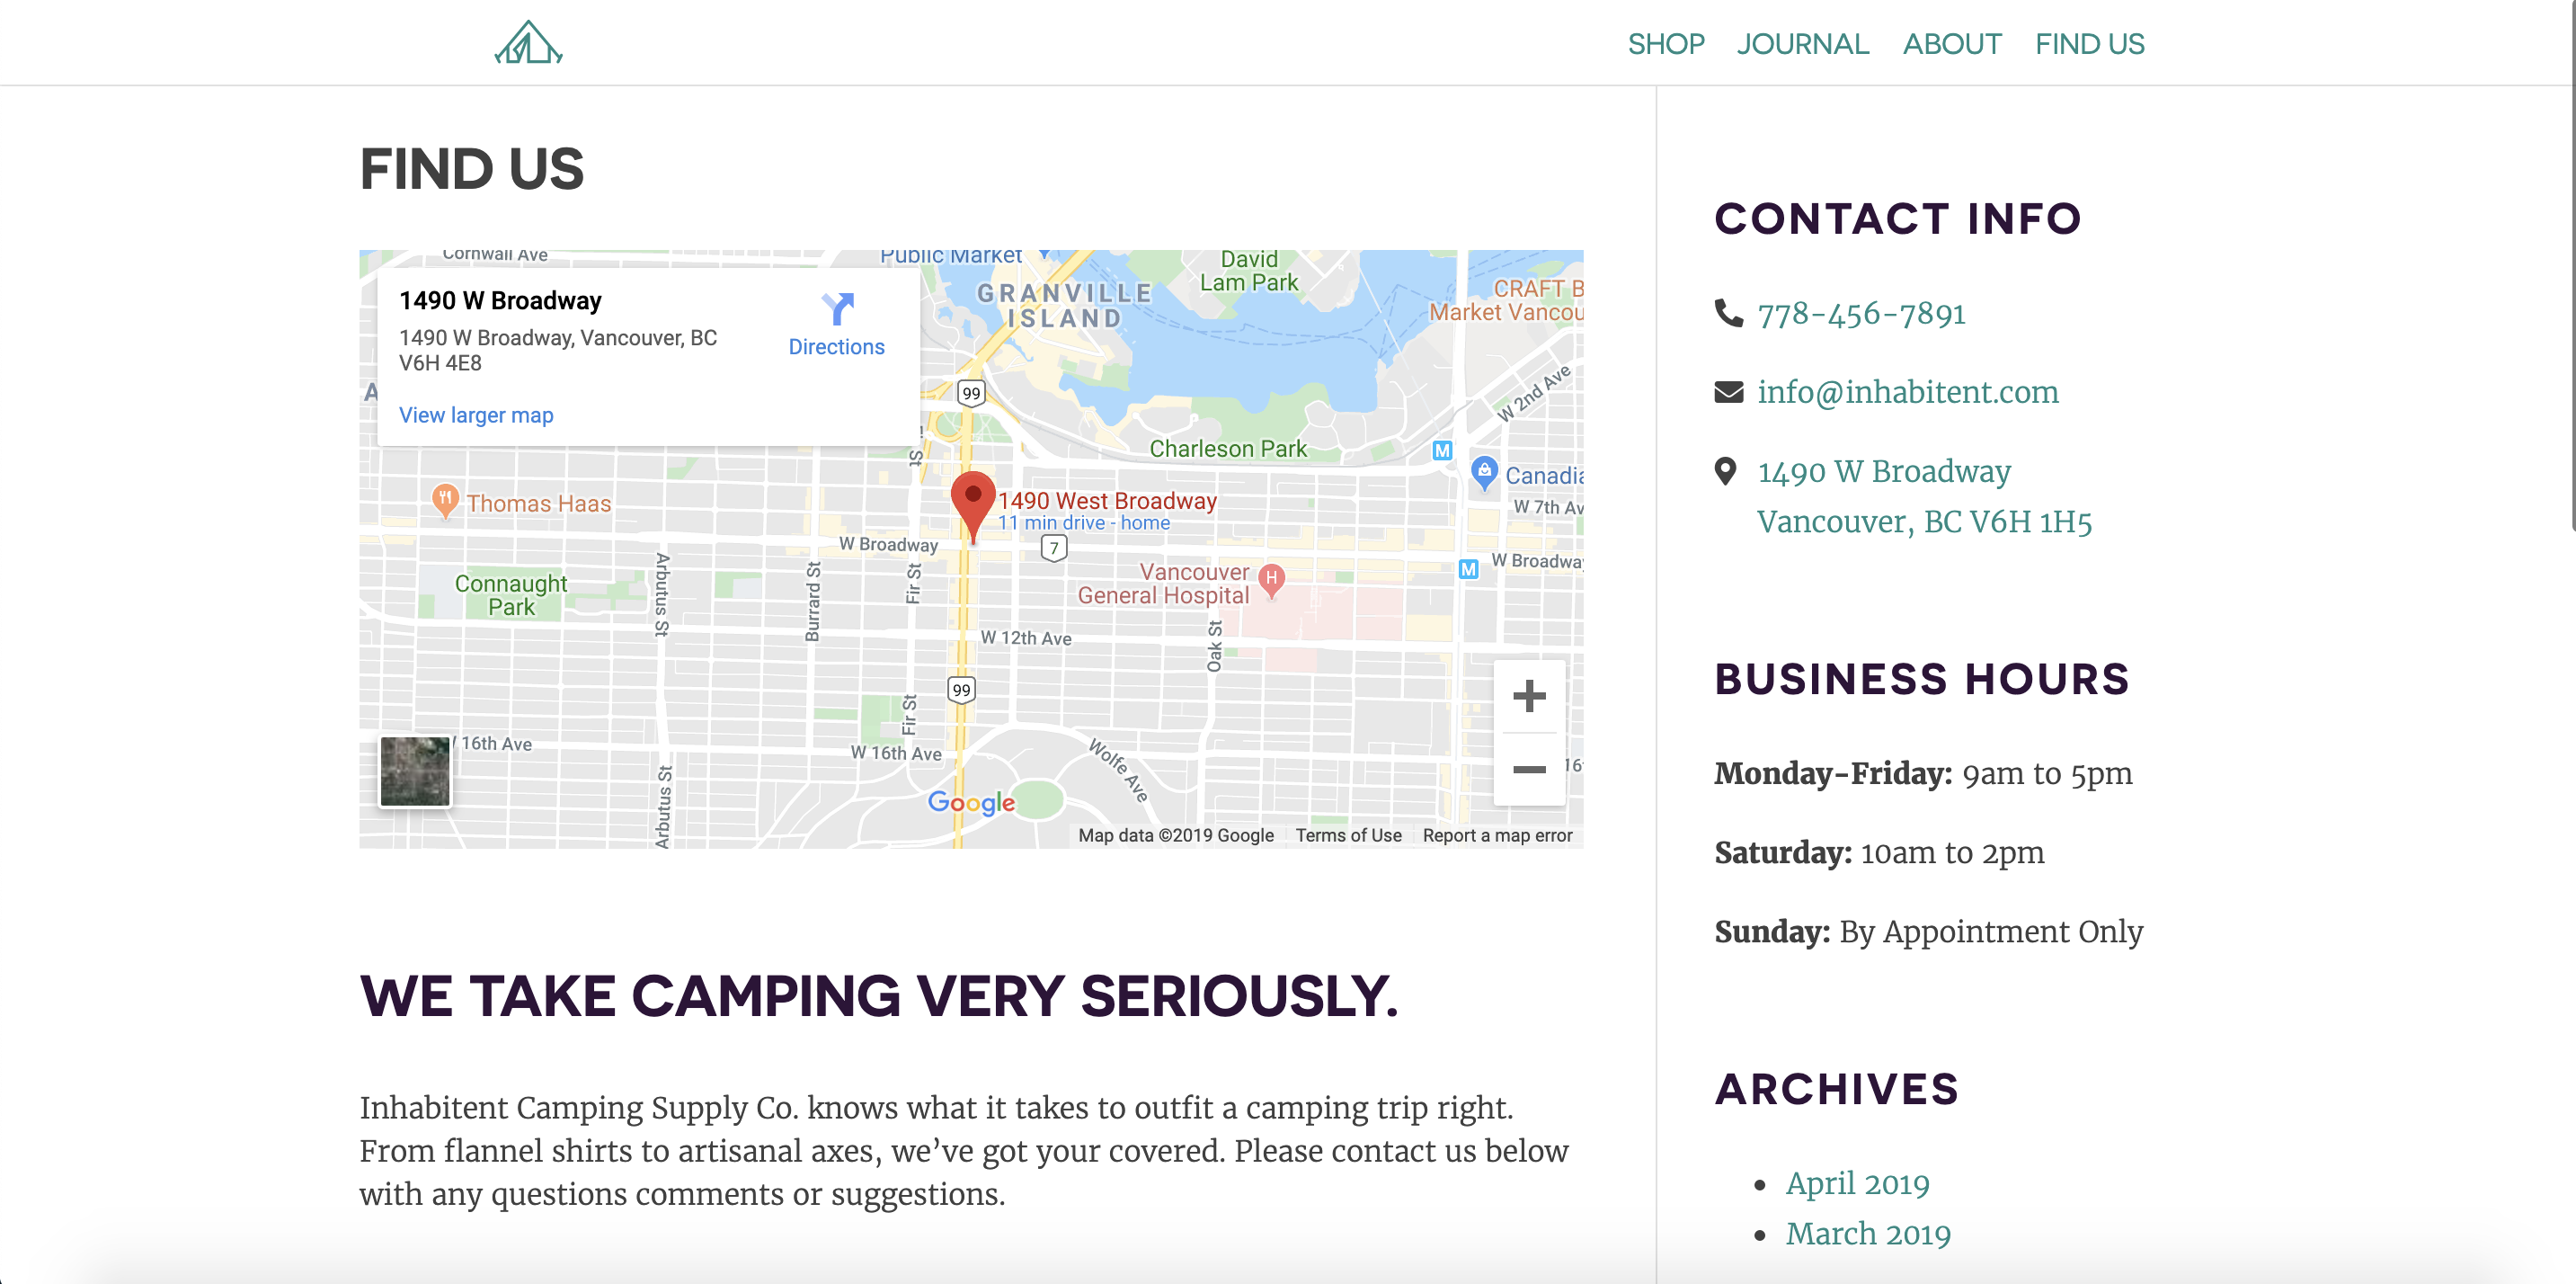 SHOP JOURNAL ABOUT FIND US
FIND US
Cornwall Ave
Public Market
David
Lam Park
GRANVILLE
ISLAND
CRAFT B
Market Vancou
1490 W Broadway
1490 W Broadway, Vancouver, BC
V6H 4E8
Directions
View larger map
99
W 2nd Ave
Charleson Park
M
St
Canadia
Thomas Haas
1490 West Broadway
11 min drive - home
W 7th Av
W Broadway
7
M
W Broadway
Vancouver
General Hospital
H
Connaught
Park
Arbutus St
Burrard St
Fir St
W 12th Ave
Oak St
99
Fir St
16th Ave
W 16th Ave
Wolfe Ave
16
Arbutus St
Google
Map data ©2019 Google Terms of Use Report a map error
WE TAKE CAMPING VERY SERIOUSLY.
Inhabitent Camping Supply Co. knows what it takes to outfit a camping trip right.
From flannel shirts to artisanal axes, we’ve got your covered. Please contact us below
with any questions comments or suggestions.
CONTACT INFO
778-456-7891
info@inhabitent.com
1490 W Broadway
Vancouver, BC V6H 1H5
BUSINESS HOURS
Monday-Friday: 9am to 5pm
Saturday: 10am to 2pm
Sunday: By Appointment Only
ARCHIVES
• April 2019
• March 2019